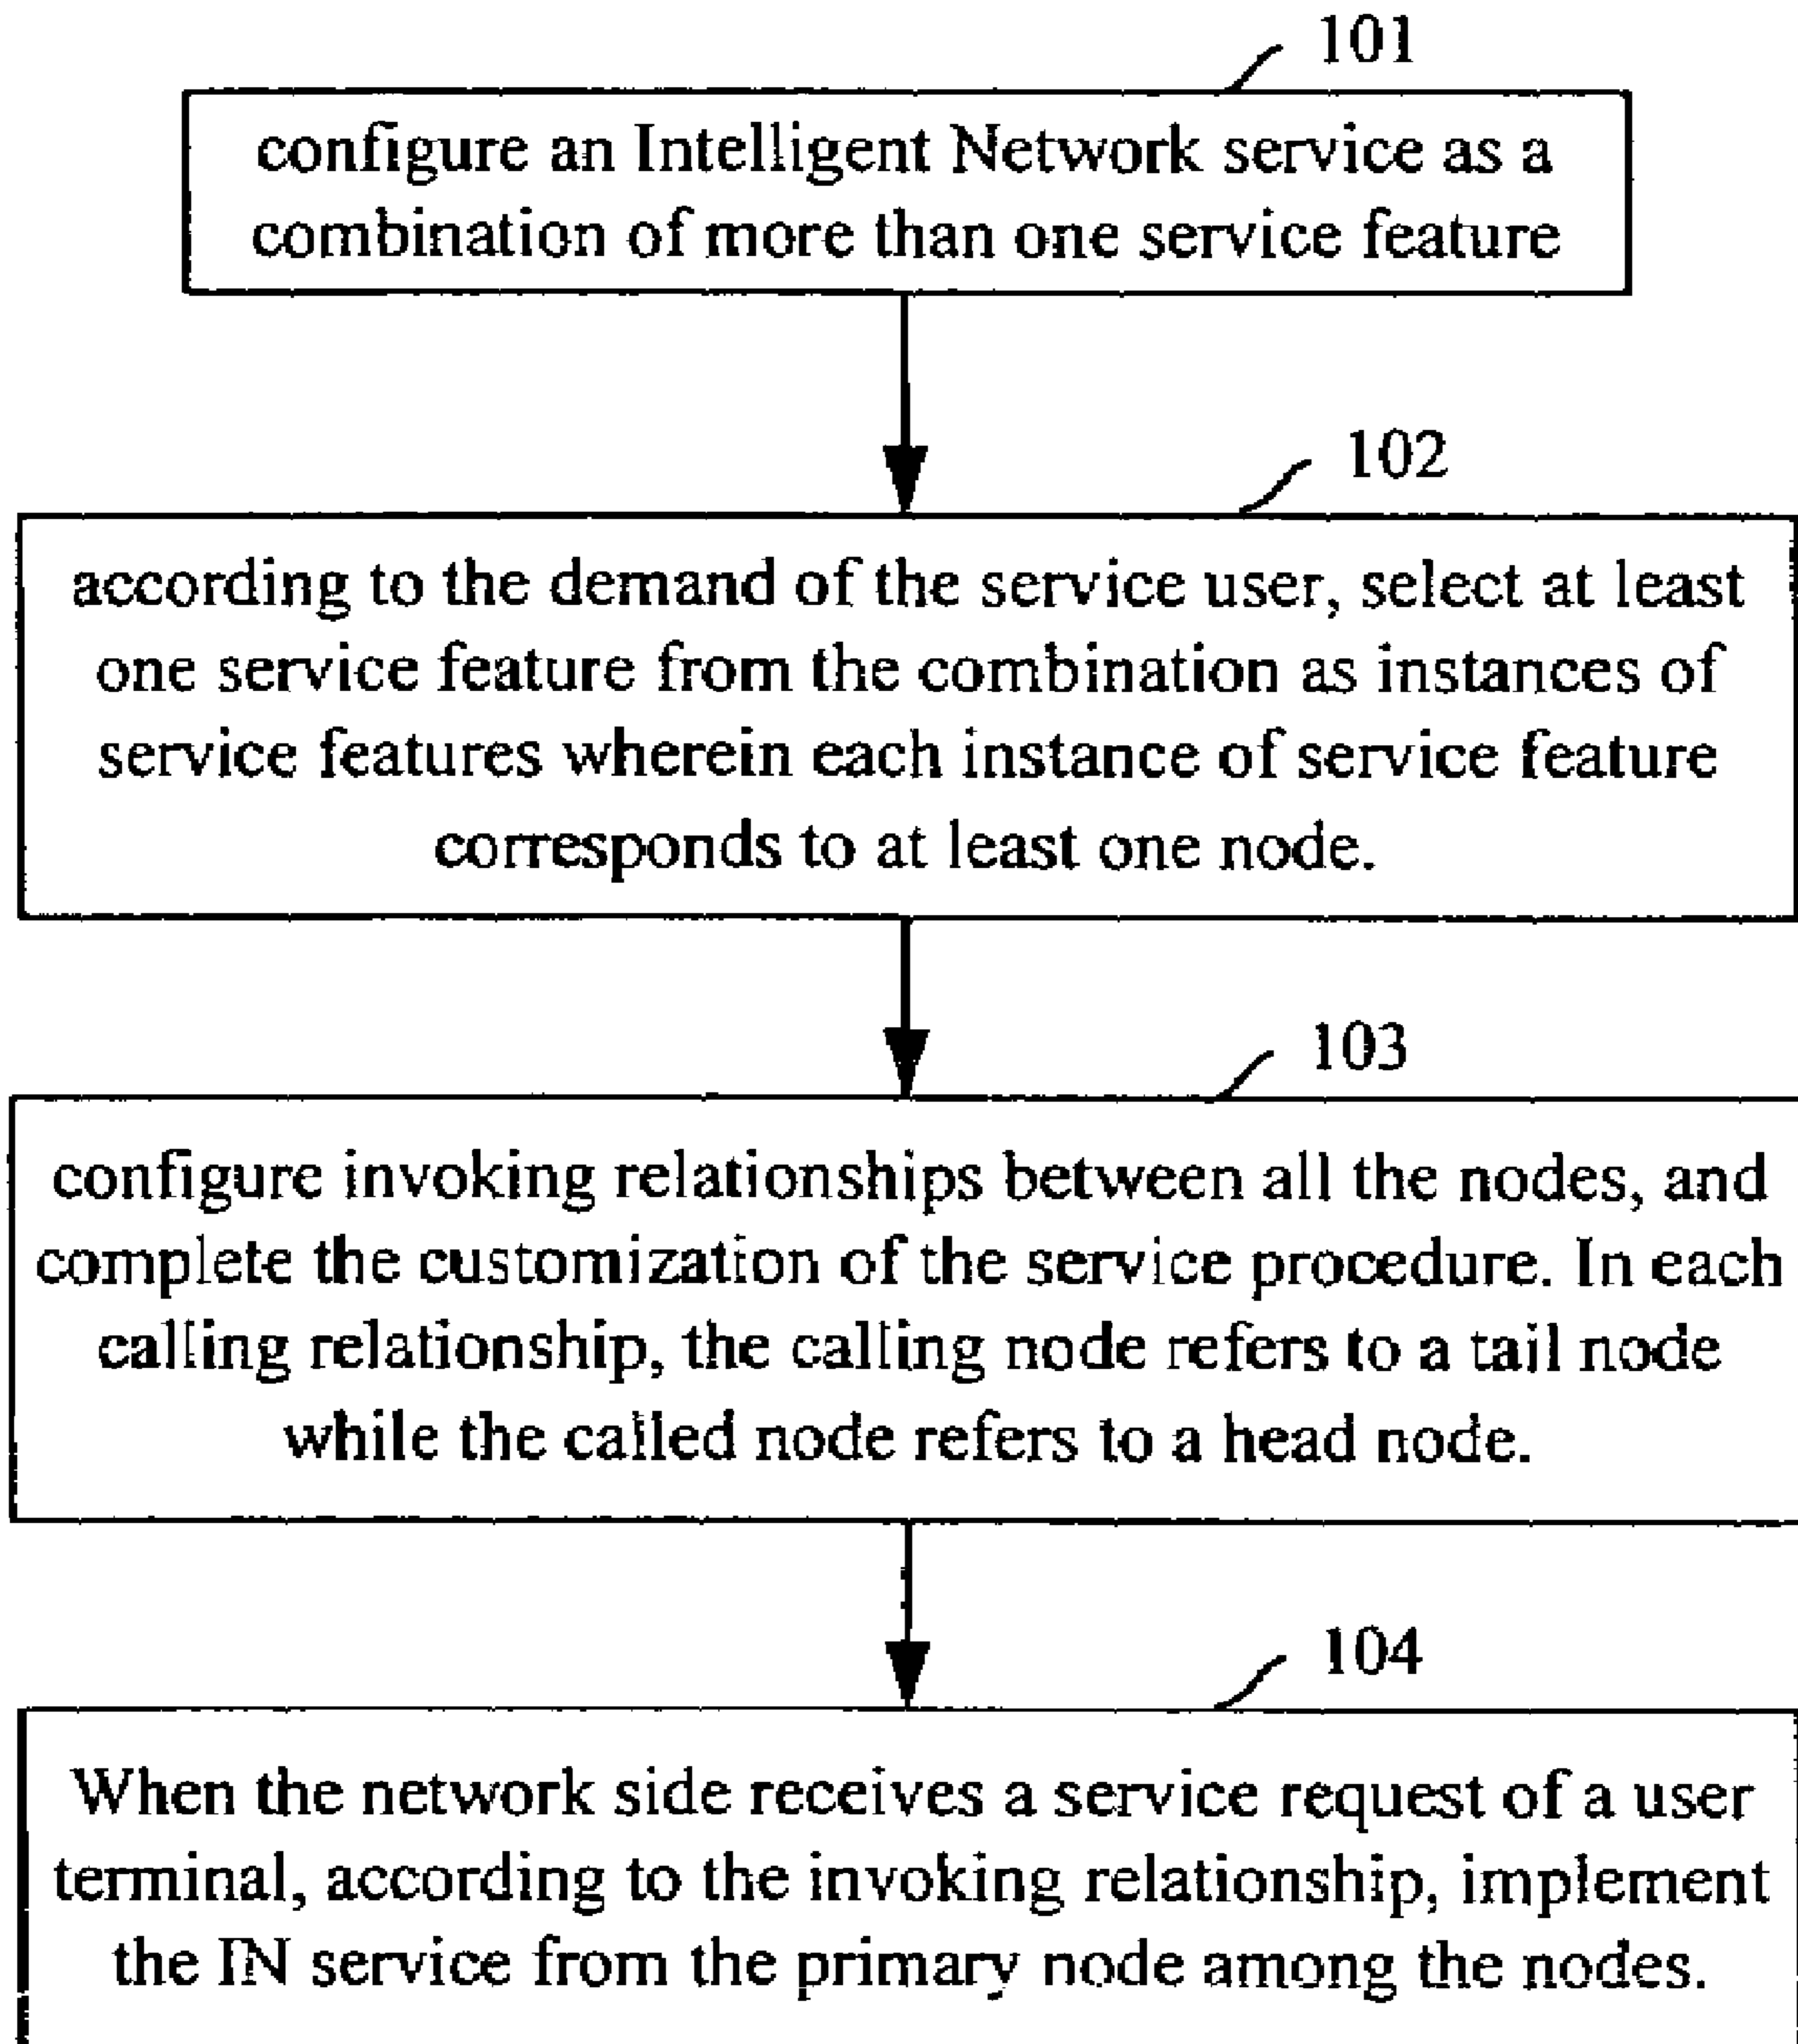 101
configure an Intelligent Network service as a
combination of more than one service feature
102
according to the demand of the service user, select at least
one service feature from the combination as instances of
service features wherein each instance of service feature
corresponds to at least one node.
103
configure invoking relationships between all the nodes, and
complete the customization of the service procedure. In each
calling relationship, the calling node refers to a tail node
while the called node refers to a head node.
104
When the network side receives a service request of a user
terminal, according to the invoking relationship, implement
the IN service from the primary node among the nodes.